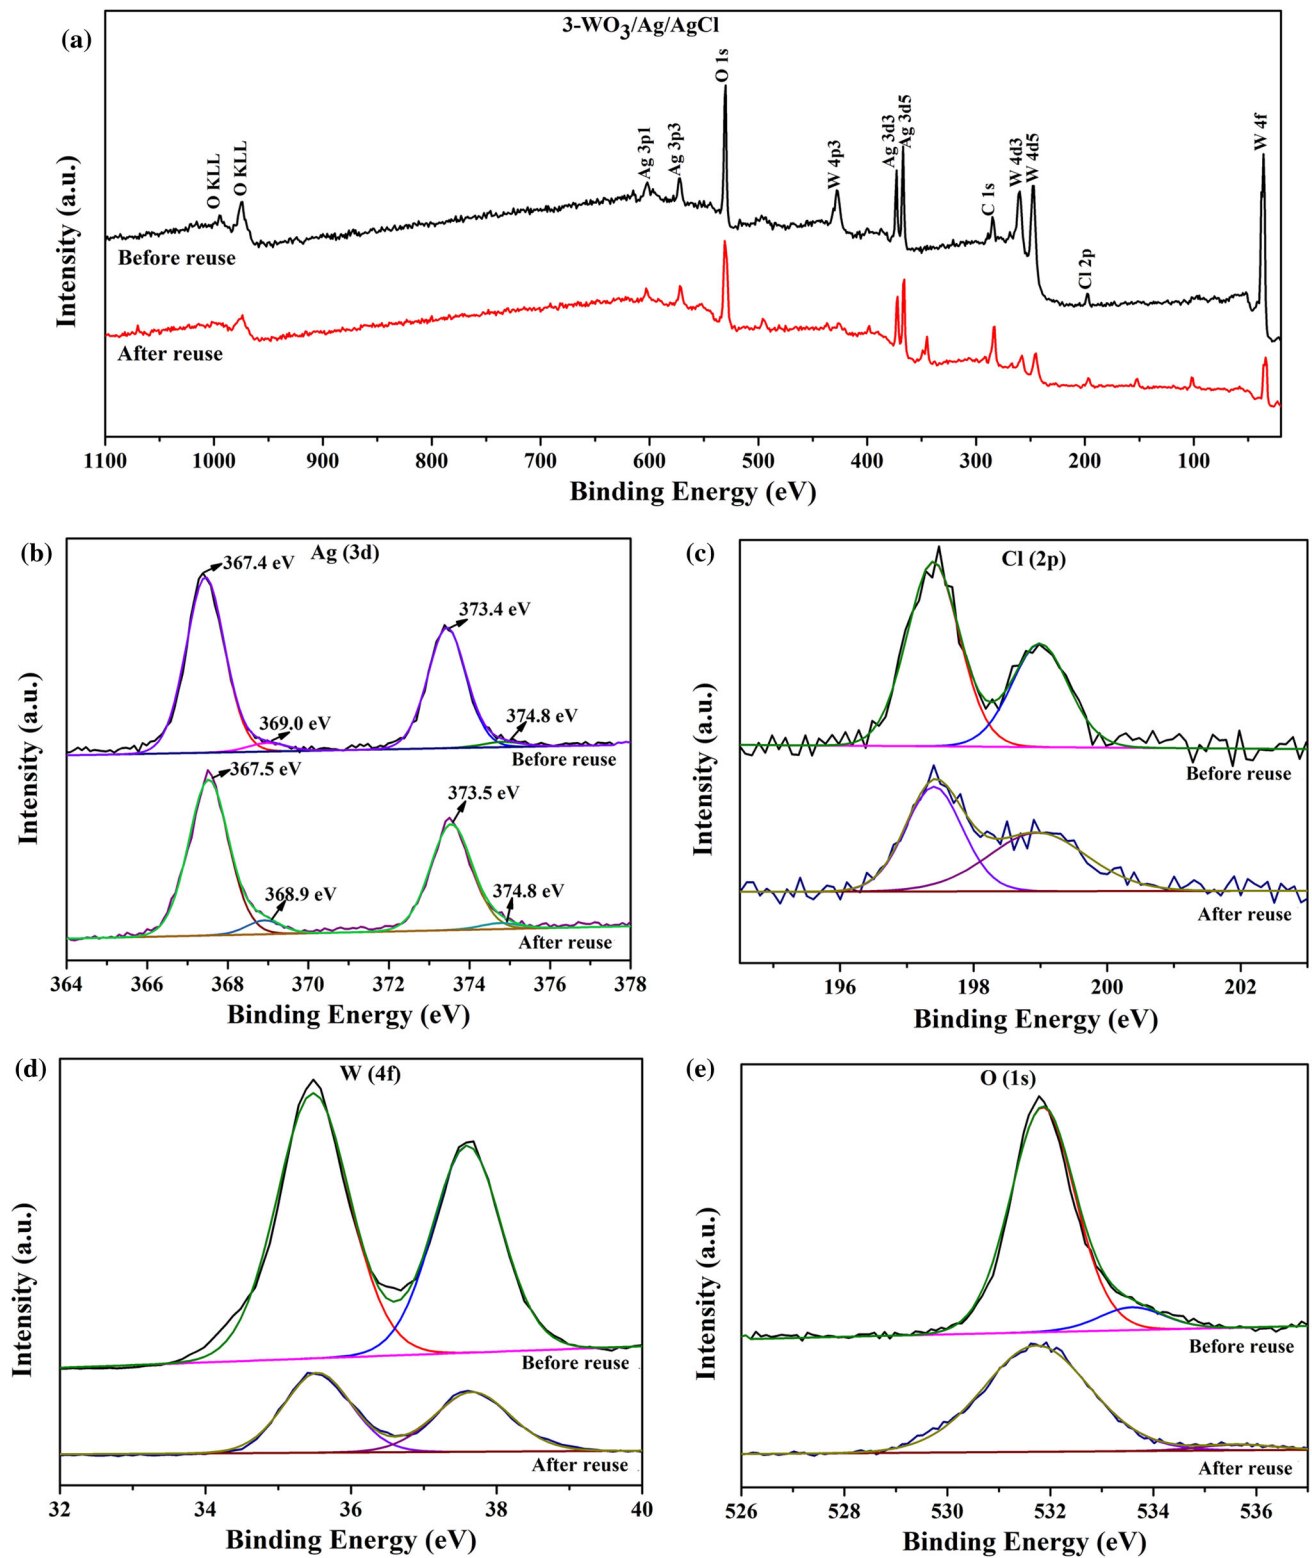 (a)
3-WO3/Ag/AgCl
Intensity (a.u.)
O KLL
O KLL
Ag 3p1
Ag 3p3
O 1s
W 4p3
Ag 3d3
Ag 3d5
C 1s
W 4d3
W 4d5
Cl 2p
W 4f
Before reuse
After reuse
1100 1000 900 800 700 600 500 400 300 200 100
Binding Energy (eV)
(b)
Ag (3d)
Intensity (a.u.)
367.4 eV
373.4 eV
369.0 eV
374.8 eV
Before reuse
367.5 eV
373.5 eV
368.9 eV
374.8 eV
After reuse
364 366 368 370 372 374 376 378
Binding Energy (eV)
(c)
Cl (2p)
Intensity (a.u.)
Before reuse
After reuse
196 198 200 202
Binding Energy (eV)
(d)
W (4f)
Intensity (a.u.)
Before reuse
After reuse
32 34 36 38 40
Binding Energy (eV)
(e)
O (1s)
Intensity (a.u.)
Before reuse
After reuse
526 528 530 532 534 536
Binding Energy (eV)